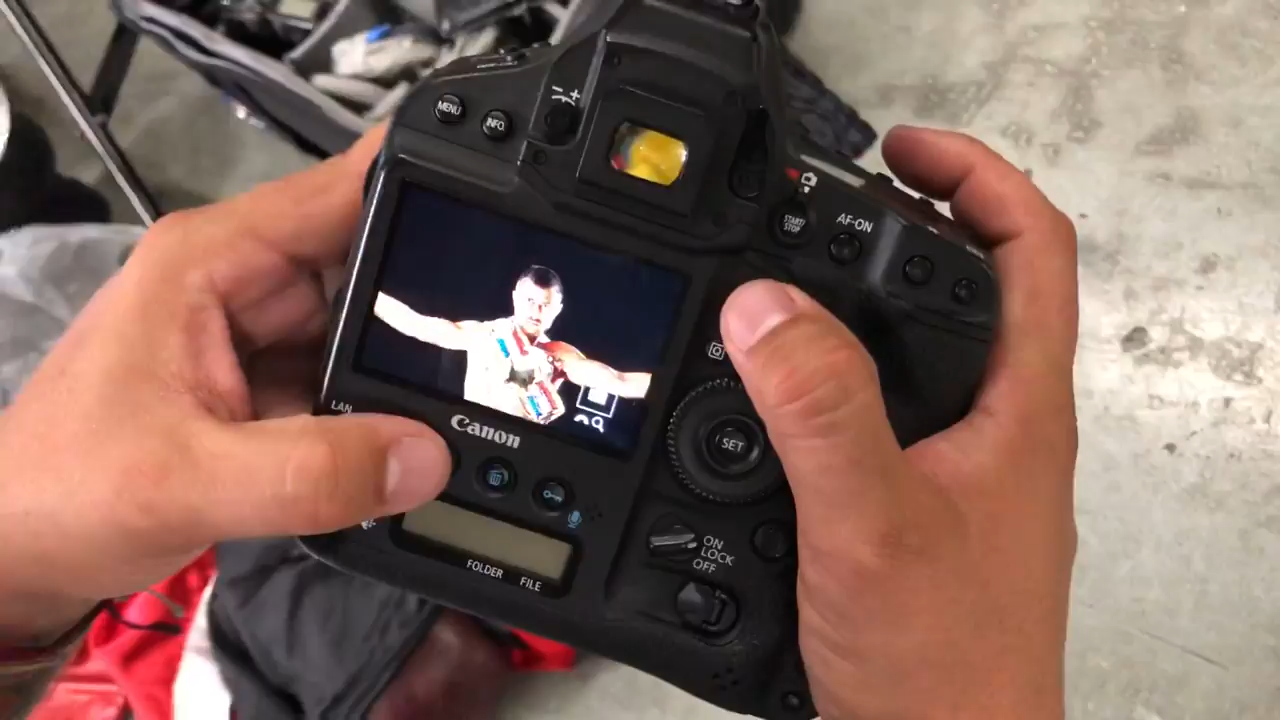 MENU
INFO
START/
STOP
AF-ON
Q
LAN
Canon
SET
ON
LOCK
OFF
FOLDER FILE